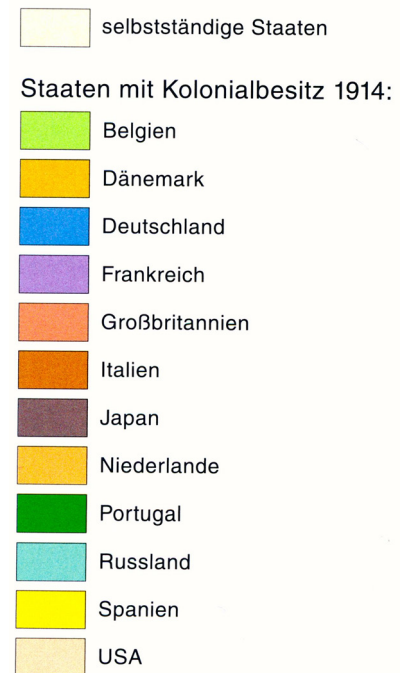 selbstständige Staaten
Staaten mit Kolonialbesitz 1914:
Belgien
Dänemark
Deutschland
Frankreich
Großbritannien
Italien
Japan
Niederlande
Portugal
Russland
Spanien
USA